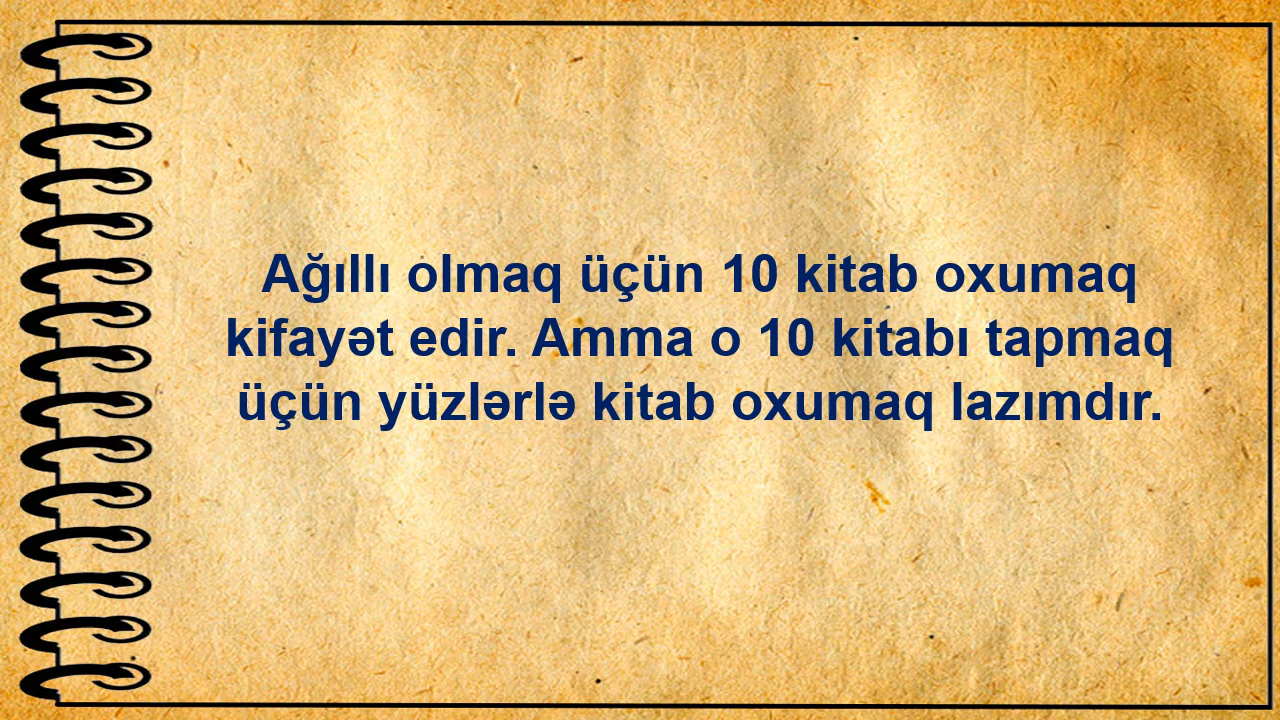 Ağıllı olmaq üçün 10 kitab oxumaq
kifayət edir. Amma o 10 kitabı tapmaq
üçün yüzlərlə kitab oxumaq lazımdır.